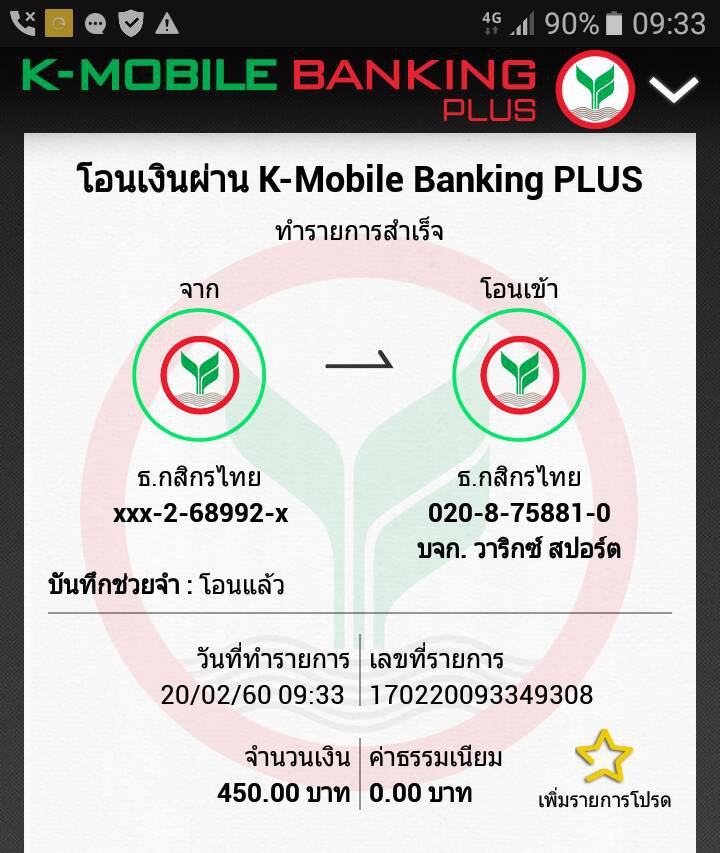 4G 90% 09:33
K-MOBILE BANKING
PLUS
โอนเงินผ่าน K-Mobile Banking PLUS
ทำรายการสำเร็จ
จาก โอนเข้า
ธ.กสิกรไทย ธ.กสิกรไทย
xxx-2-68992-x 020-8-75881-0
บจก. วาริกซ์ สปอร์ต
บันทึกช่วยจำ : โอนแล้ว
วันที่ทำรายการ เลขที่รายการ
20/02/60 09:33 170220093349308
จำนวนเงิน ค่าธรรมเนียม
450.00 บาท 0.00 บาท
เพิ่มรายการโปรด